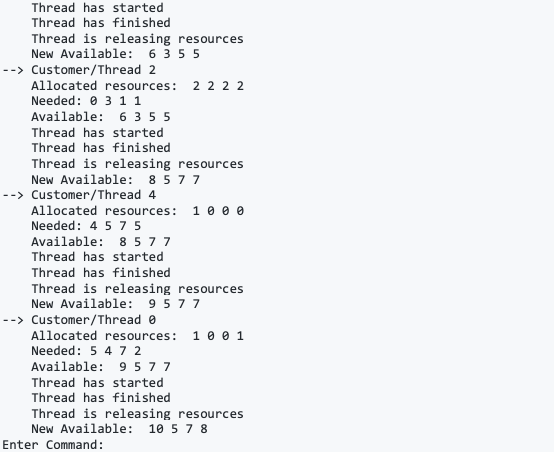 Thread has started
Thread has finished
Thread is releasing resources
New Available:  6 3 5 5
--> Customer/Thread 2
Allocated resources:  2 2 2 2
Needed: 0 3 1 1
Available:  6 3 5 5
Thread has started
Thread has finished
Thread is releasing resources
New Available:  8 5 7 7
--> Customer/Thread 4
Allocated resources:  1 0 0 0
Needed: 4 5 7 5
Available:  8 5 7 7
Thread has started
Thread has finished
Thread is releasing resources
New Available:  9 5 7 7
--> Customer/Thread 0
Allocated resources:  1 0 0 1
Needed: 5 4 7 2
Available:  9 5 7 7
Thread has started
Thread has finished
Thread is releasing resources
New Available:  10 5 7 8
Enter Command: